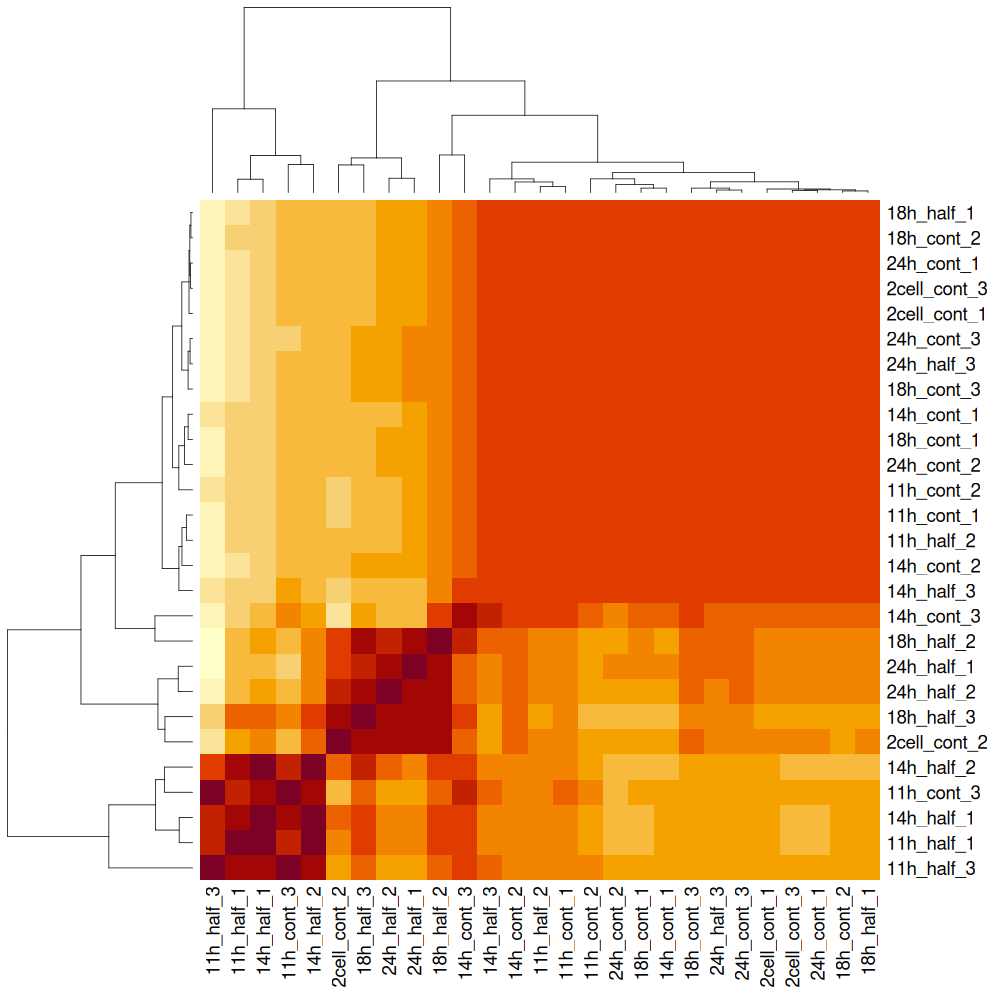 18h_half_1
18h_cont_2
24h_cont_1
2cell_cont_3
2cell_cont_1
24h_cont_3
24h_half_3
18h_cont_3
14h_cont_1
18h_cont_1
24h_cont_2
11h_cont_2
11h_cont_1
11h_half_2
14h_cont_2
14h_half_3
14h_cont_3
18h_half_2
24h_half_1
24h_half_2
18h_half_3
2cell_cont_2
14h_half_2
11h_cont_3
14h_half_1
11h_half_1
11h_half_3
11h_half_3
11h_half_1
14h_half_1
11h_cont_3
14h_half_2
2cell_cont_2
18h_half_3
24h_half_2
24h_half_1
18h_half_2
14h_cont_3
14h_half_3
14h_cont_2
11h_half_2
11h_cont_1
11h_cont_2
24h_cont_2
18h_cont_1
14h_cont_1
18h_cont_3
24h_half_3
24h_cont_3
2cell_cont_1
2cell_cont_3
24h_cont_1
18h_cont_2
18h_half_1